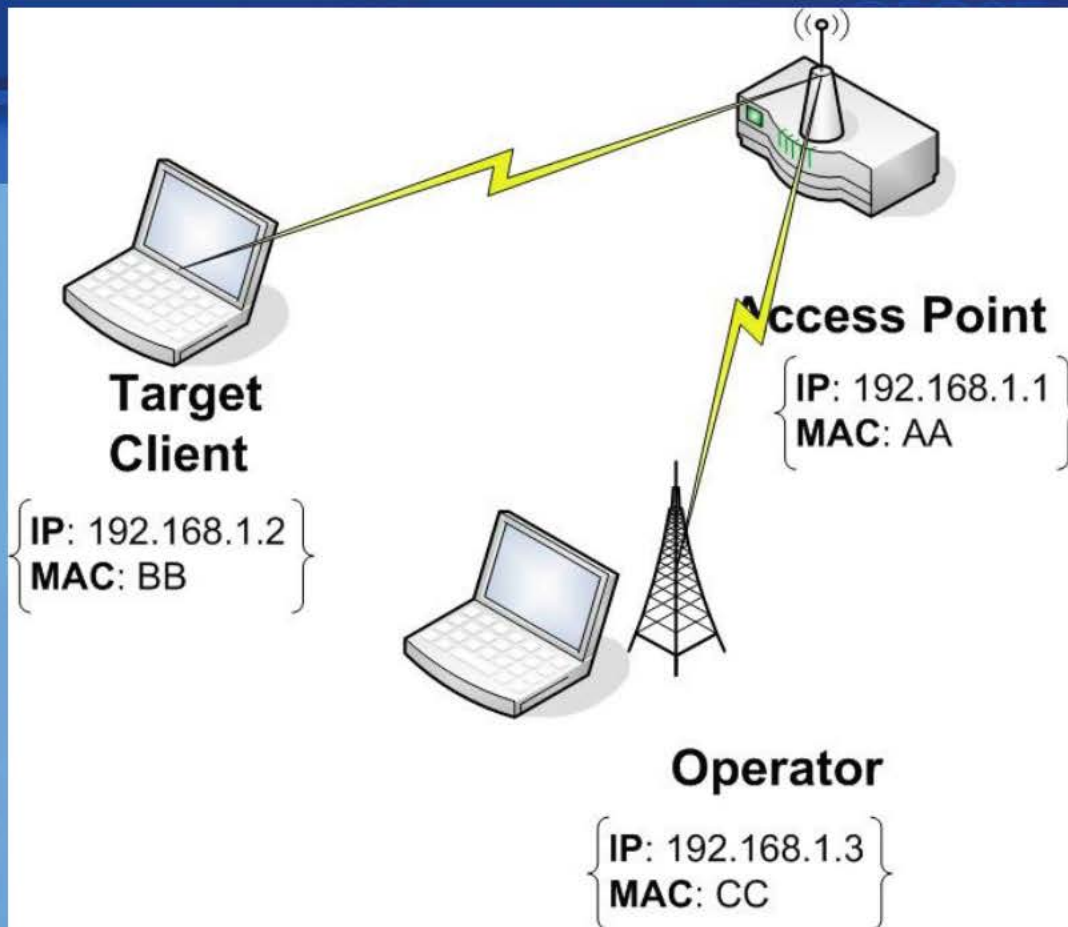 Access Point
IP: 192.168.1.1
MAC: AA
Target
Client
IP: 192.168.1.2
MAC: BB
Operator
IP: 192.168.1.3
MAC: CC